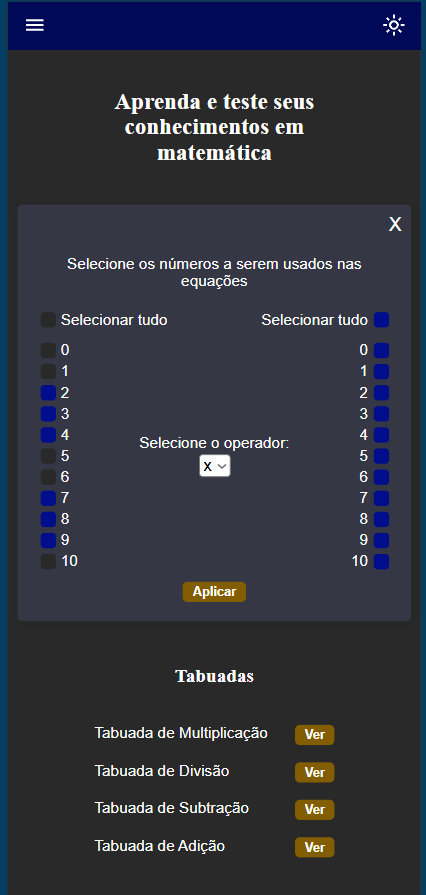 Aprenda e teste seus
conhecimentos em
matemática
X
Selecione os números a serem usados nas
equações
Selecionar tudo Selecionar tudo
0 0
1 1
2 2
3 3
4 4
5 5
6 6
7 7
8 8
9 9
10 10
Selecione o operador:
X
Aplicar
Tabuadas
Tabuada de Multiplicação Ver
Tabuada de Divisão Ver
Tabuada de Subtração Ver
Tabuada de Adição Ver